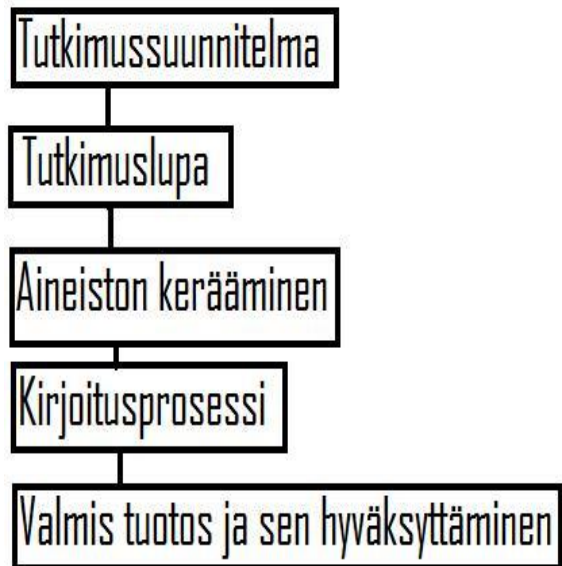 Tutkimussuunnitelma
Tutkimuslupa
Aineiston kerääminen
Kirjoitusprosessi
Valmis tuotos ja sen hyväksyttäminen